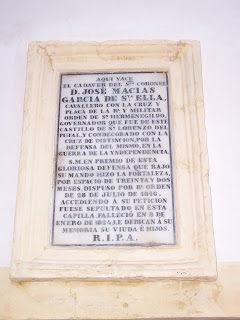 AQUI YACE
EL CADAVER DEL Sr. CORONEL
D. JOSÉ MACIAS
GARCIA DE Sta. ELLA,
CAVALLERO CON LA CRUZ Y
PLACA DE LA Rl. Y MILITAR
ORDEN DE Sn. HERMENEGILDO,
GOVERNADOR QUE FUE DE ESTE
CASTILLO DE Sn. LORENZO DEL
PUNTAL, Y CONDECORADO CON LA
CRUZ DE DISTINCION, POR LA
DEFENSA DEL MISMO, EN LA
GUERRA DE LA YNDEPENDENCIA.
S.M. EN PREMIO DE ESTA
GLORIOSA DEFENSA QUE BAJO
SU MANDO HIZO LA FORTALEZA,
POR ESPACIO DE TREINTA Y DOS
MESES, DISPUSO POR Rl. ORDEN
DE 28 DE JULIO DE 1816,
ACCEDIENDO À SU PETICION
FUESE SEPULTADO EN ESTA
CAPILLA. FALLECIÓ EN 8 DE
ENERO DE 1824, LE DEDICAN À SU
MEMORIA SU VIUDA É HIJOS.
R.I.P.A.